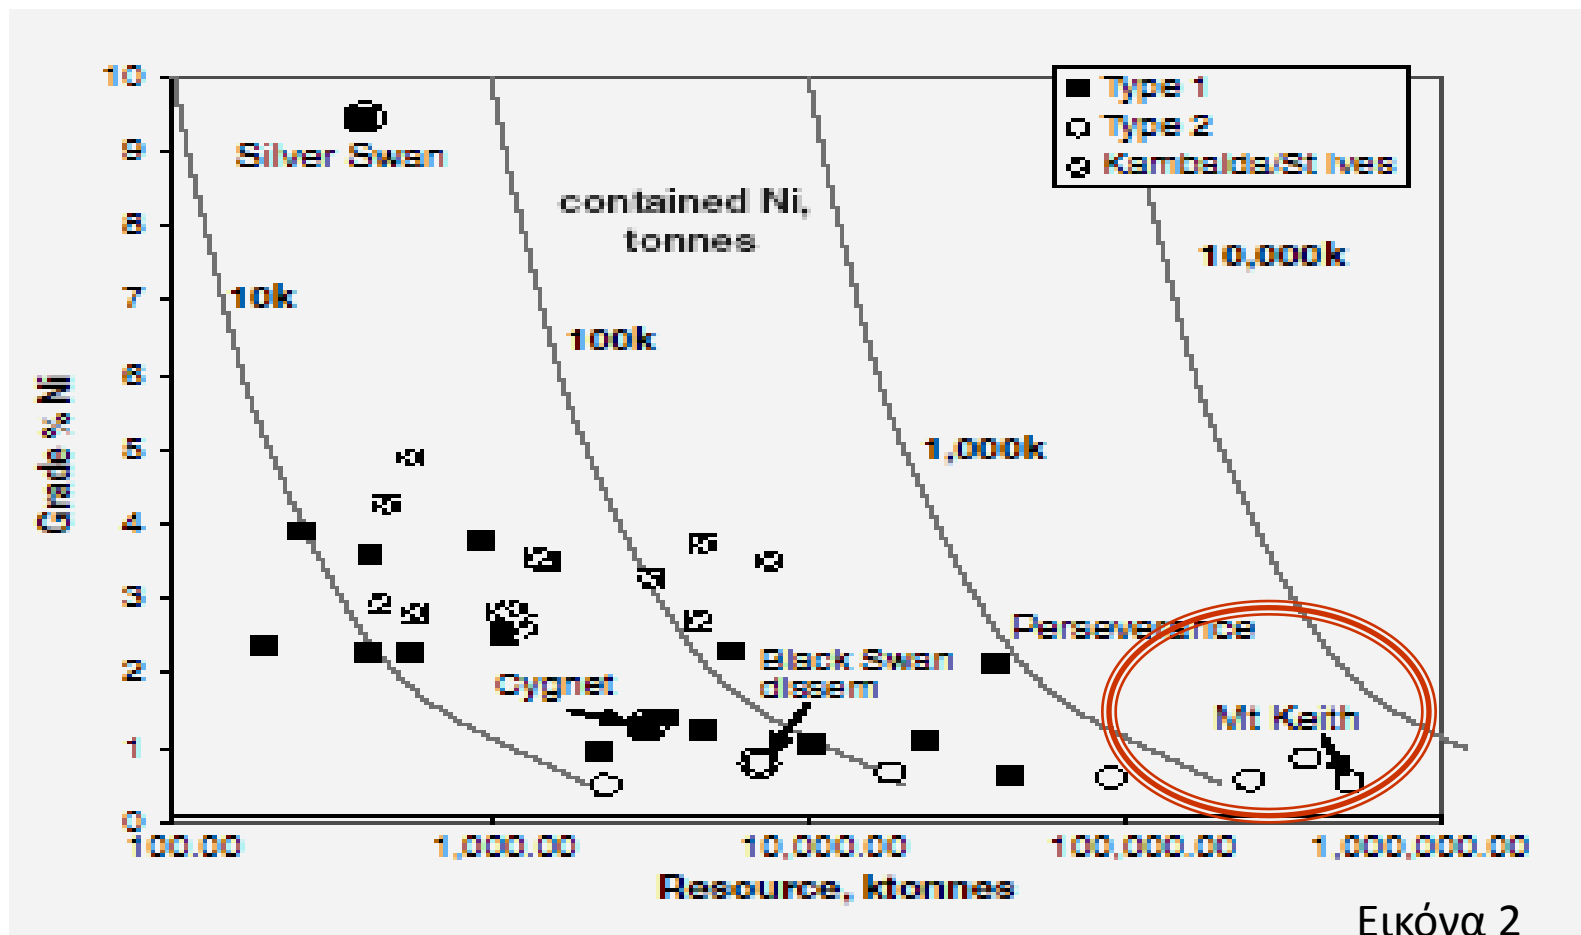 10
9
8
7
6
5
4
3
2
1
0
Grade % Ni
Type 1
Type 2
Kambalda/St Ives
Silver Swan
contained Ni,
tonnes
10k
100k
1,000k
10,000k
Perseverance
Black Swan
dissem
Cygnet
Mt Keith
100.00 1,000.00 10,000.00 100,000.00 1,000,000.00
Resource, ktonnes
Εικόνα 2